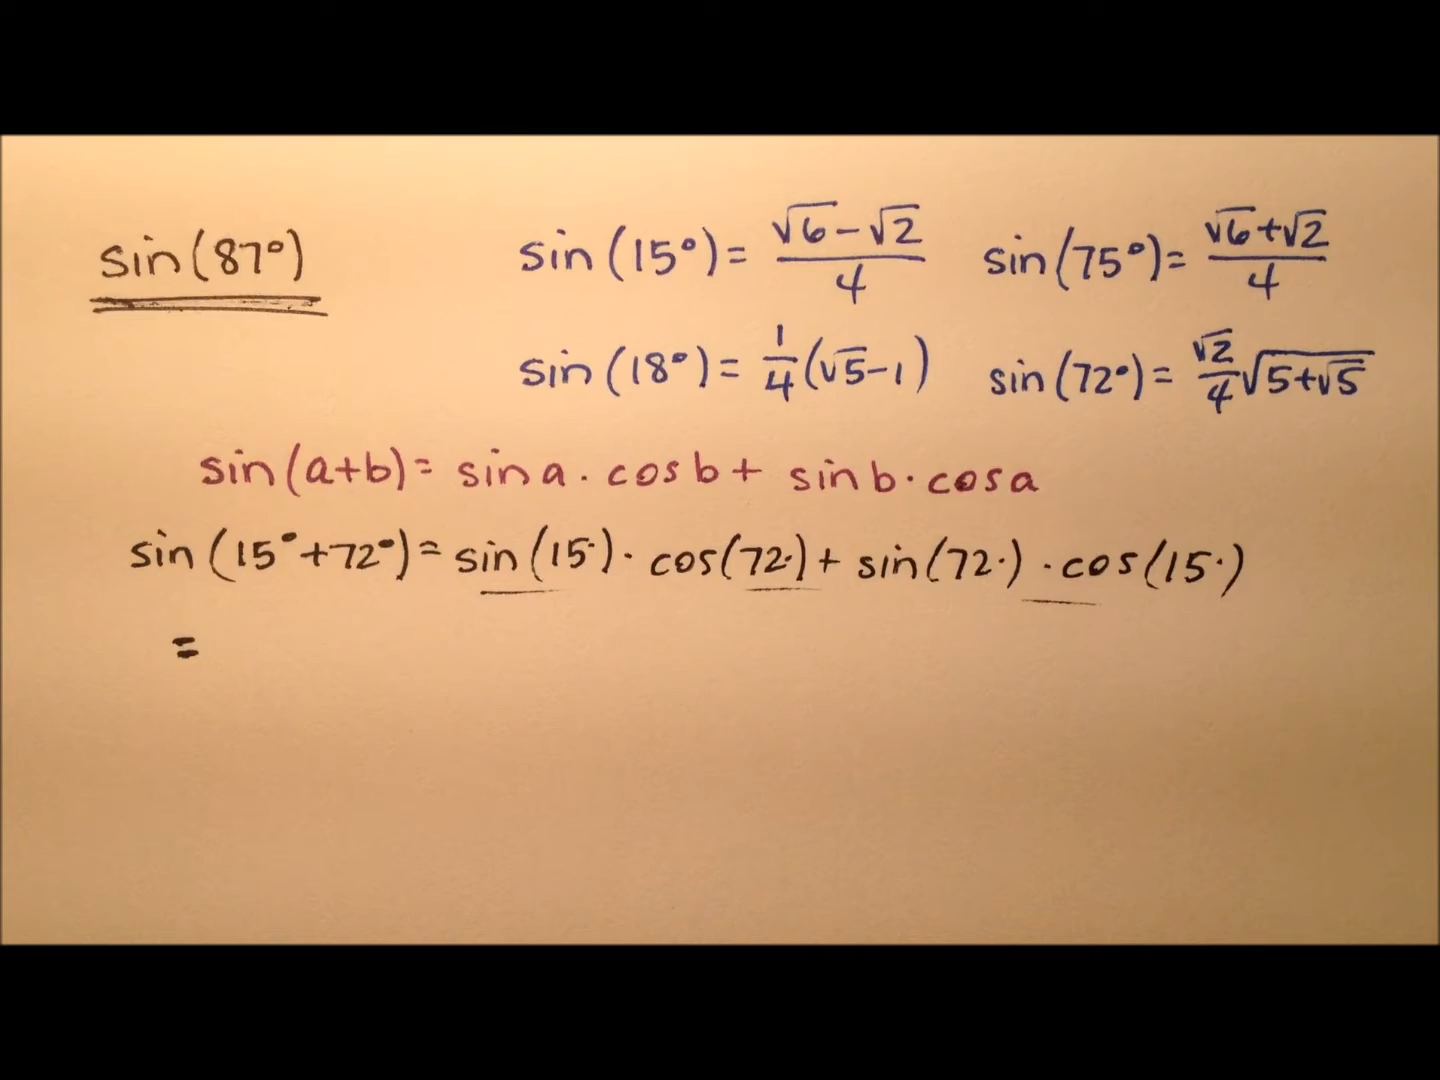 sin(87°) sin(15°)= (√6-√2)/4 sin(75°)= (√6+√2)/4
sin(18°)= 1/4(√5-1) sin(72°)= √2/4 √(5+√5)
sin(a+b)= sin a · cos b + sin b · cos a
sin(15°+72°)= sin(15°) · cos(72°)+ sin(72°) · cos(15°)
=